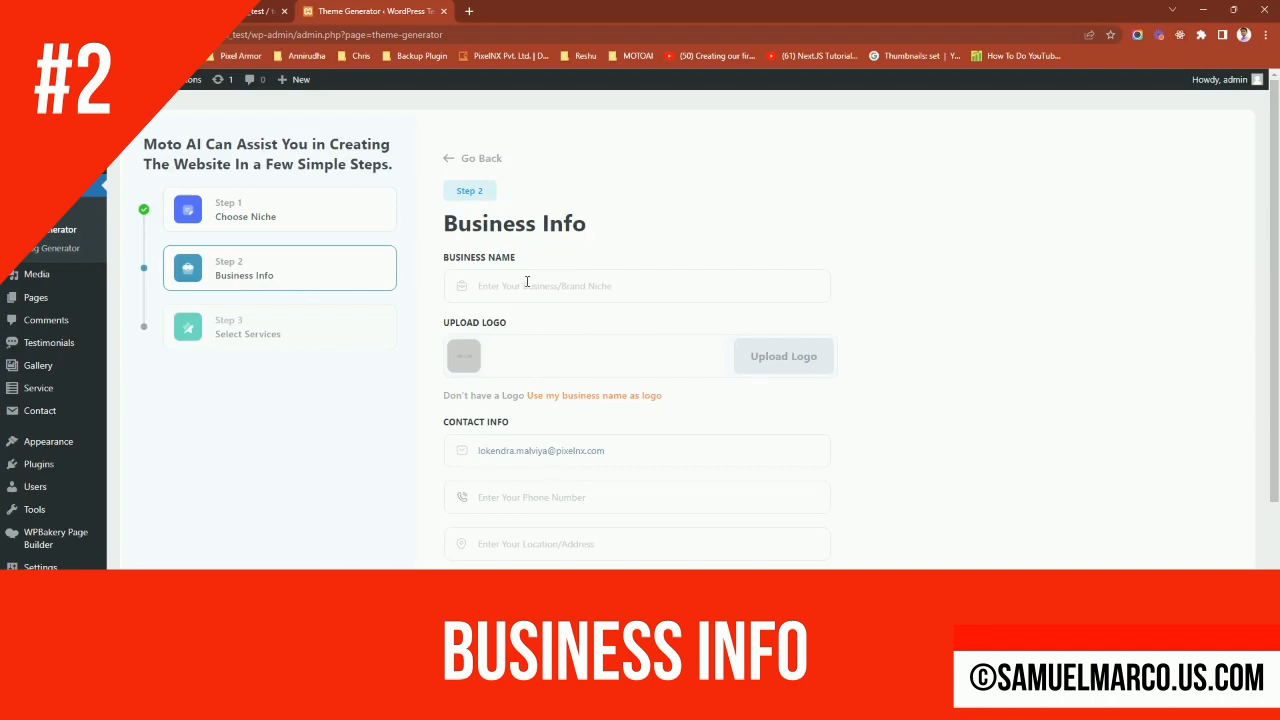 #2
_test / t
Theme Generator ‹ WordPress Te
_test/wp-admin/admin.php?page=theme-generator
Pixel Armor
Annirudha
Chris
Backup Plugin
PixelNX Pvt. Ltd. | D...
Reshu
MOTOAI
(50) Creating our fir...
(61) NextJS Tutorial...
Thumbnails: set | Y...
How To Do YouTub...
1
0
New
Howdy, admin
Moto AI Can Assist You in Creating
The Website In a Few Simple Steps.
Step 1
Choose Niche
Step 2
Business Info
Step 3
Select Services
Media
Pages
Comments
Testimonials
Gallery
Service
Contact
Appearance
Plugins
Users
Tools
WPBakery Page
Builder
Settings
Go Back
Step 2
Business Info
BUSINESS NAME
Enter Your Business/Brand Niche
UPLOAD LOGO
Upload Logo
Don't have a Logo Use my business name as logo
CONTACT INFO
lokendra.malviya@pixelnx.com
Enter Your Phone Number
Enter Your Location/Address
BUSINESS INFO
©SAMUELMARCO.US.COM